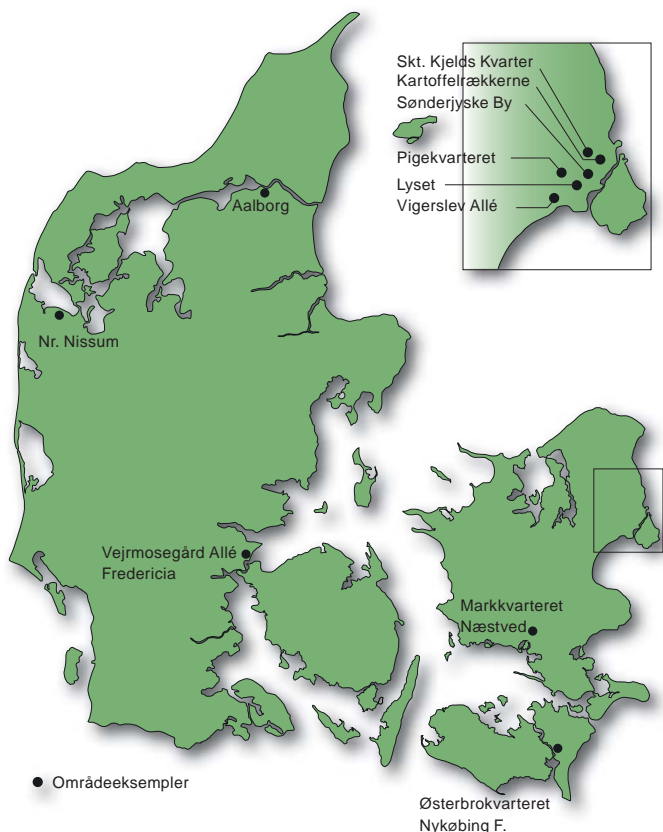 Skt. Kjelds Kvarter
Kartoffelrækkerne
Sønderjyske By
Pigekvarteret
Lyset
Vigerslev Allé
Aalborg
Nr. Nissum
Vejrmosegård Allé
Fredericia
Markkvarteret
Næstved
Områdeeksempler
Østerbrokvarteret
Nykøbing F.